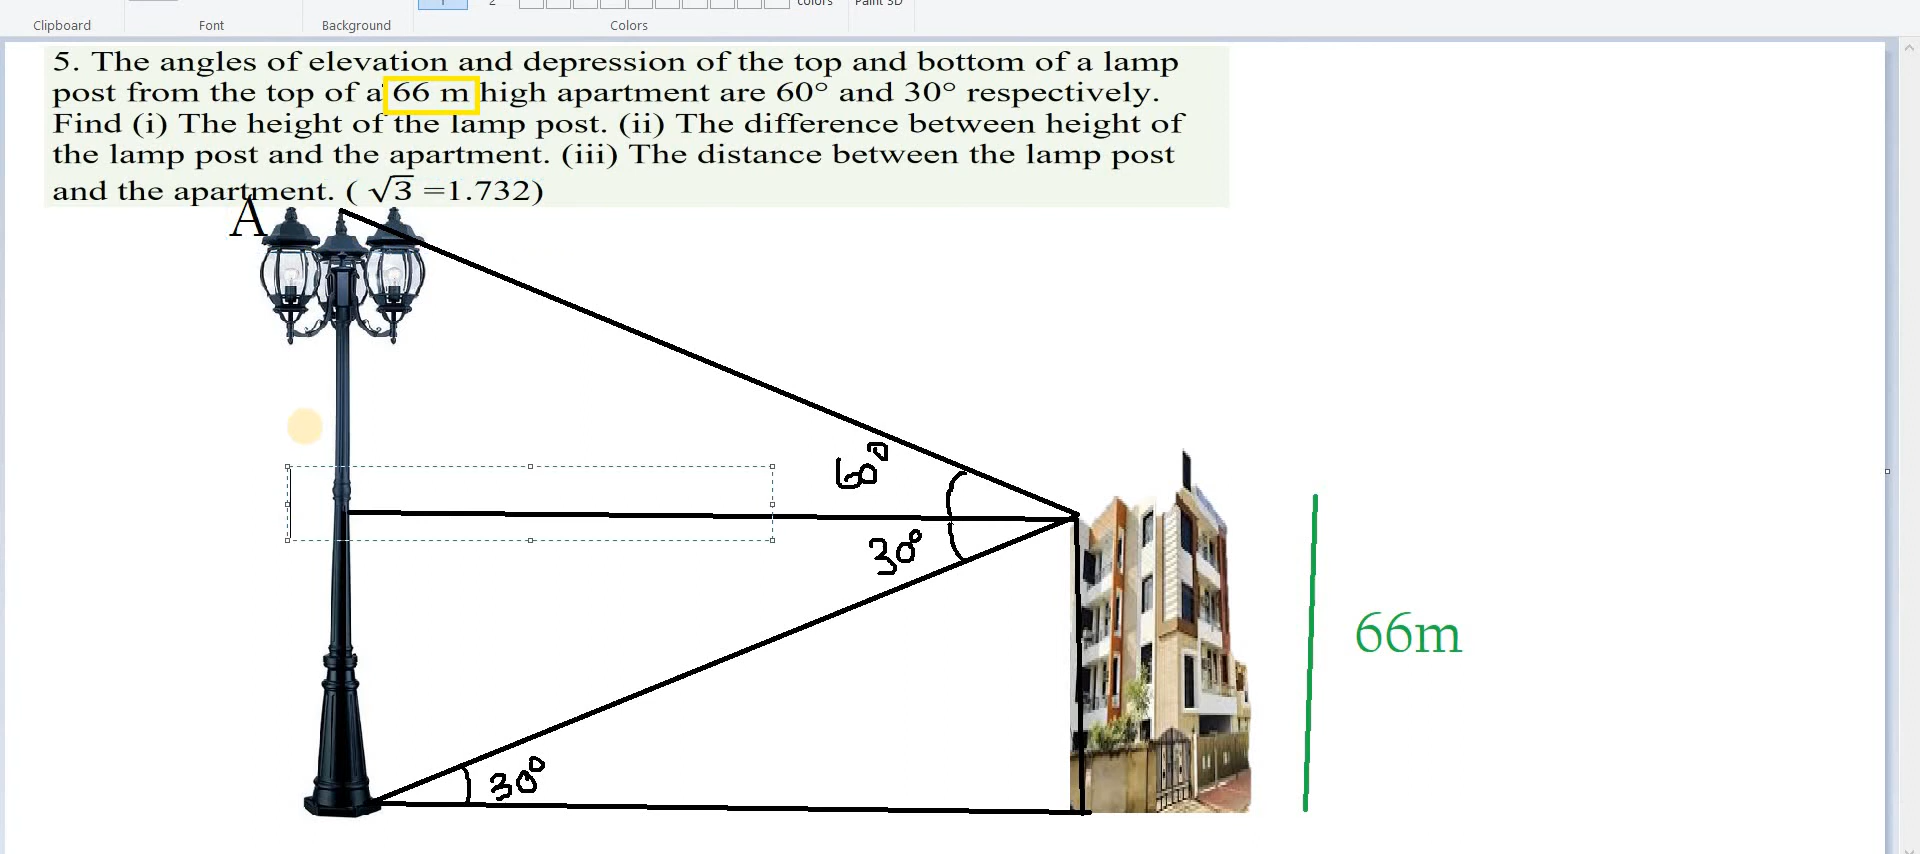 1
2
colors
Paint 3D
Clipboard
Font
Background
Colors
5. The angles of elevation and depression of the top and bottom of a lamp
post from the top of a 66 m high apartment are 60° and 30° respectively.
Find (i) The height of the lamp post. (ii) The difference between height of
the lamp post and the apartment. (iii) The distance between the lamp post
and the apartment. ( √3 =1.732)
A
60°
30°
66m
30°